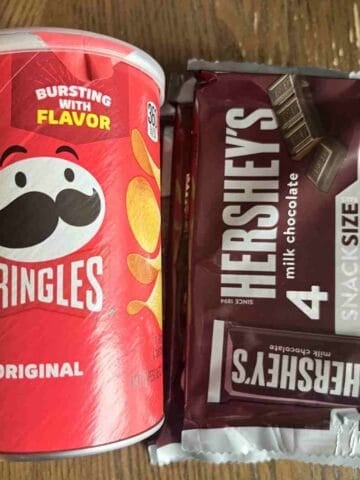 BURSTING
WITH
FLAVOR
RINGLES
ORIGINAL
HERSHEY'S
milk chocolate
SINCE 1894
4
SNACK SIZE
HERSHEY'S
milk chocolate